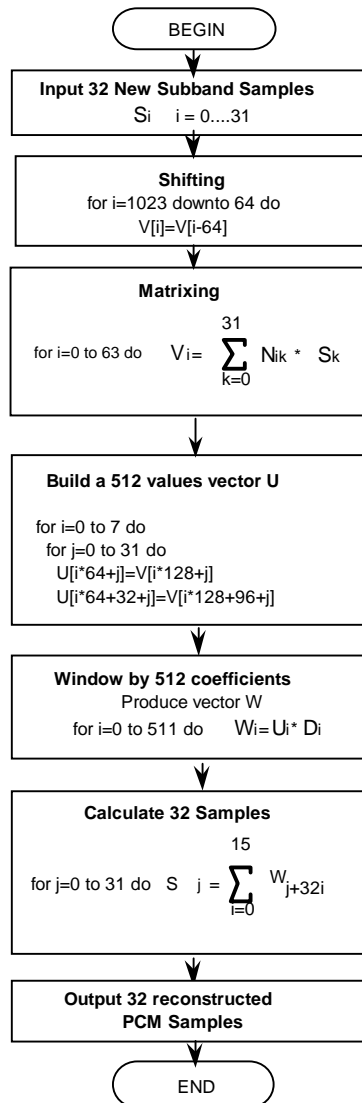 BEGIN
Input 32 New Subband Samples
Si i = 0....31
Shifting
for i=1023 downto 64 do
V[i]=V[i-64]
Matrixing
31
for i=0 to 63 do Vi= ∑ Nik * Sk
k=0
Build a 512 values vector U
for i=0 to 7 do
for j=0 to 31 do
U[i*64+j]=V[i*128+j]
U[i*64+32+j]=V[i*128+96+j]
Window by 512 coefficients
Produce vector W
for i=0 to 511 do Wi=Ui* Di
Calculate 32 Samples
15
for j=0 to 31 do S j = ∑ Wj+32i
i=0
Output 32 reconstructed
PCM Samples
END